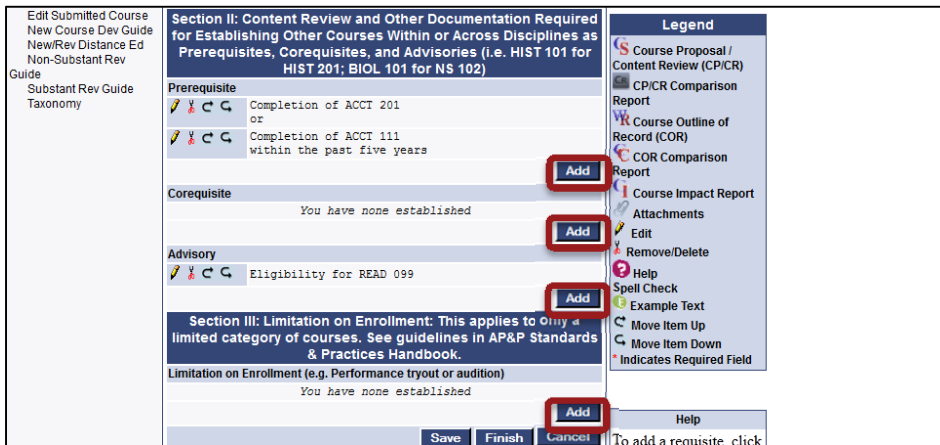 Edit Submitted Course
New Course Dev Guide
New/Rev Distance Ed
Non-Substant Rev
Guide
Substant Rev Guide
Taxonomy
Section II: Content Review and Other Documentation Required
for Establishing Other Courses Within or Across Disciplines as
Prerequisites, Corequisites, and Advisories (i.e. HIST 101 for
HIST 201; BIOL 101 for NS 102)
Prerequisite
Completion of ACCT 201
or
Completion of ACCT 111
within the past five years
Add
Corequisite
You have none established
Add
Advisory
Eligibility for READ 099
Add
Section III: Limitation on Enrollment: This applies to only a
limited category of courses. See guidelines in AP&P Standards
& Practices Handbook.
Limitation on Enrollment (e.g. Performance tryout or audition)
You have none established
Add
Save Finish Cancel
Legend
CS Course Proposal /
Content Review (CP/CR)
CR CP/CR Comparison
Report
WR Course Outline of
Record (COR)
CC COR Comparison
Report
CI Course Impact Report
Attachments
Edit
Remove/Delete
? Help
Spell Check
E Example Text
Move Item Up
Move Item Down
* Indicates Required Field
Help
To add a requisite, click